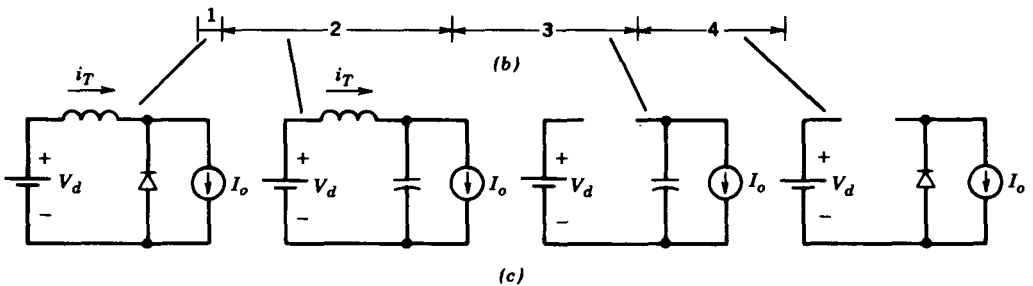 1
2 3 4
(b)
i_T i_T
+ + + +
V_d I_o V_d I_o V_d I_o V_d I_o
− − − −
(c)